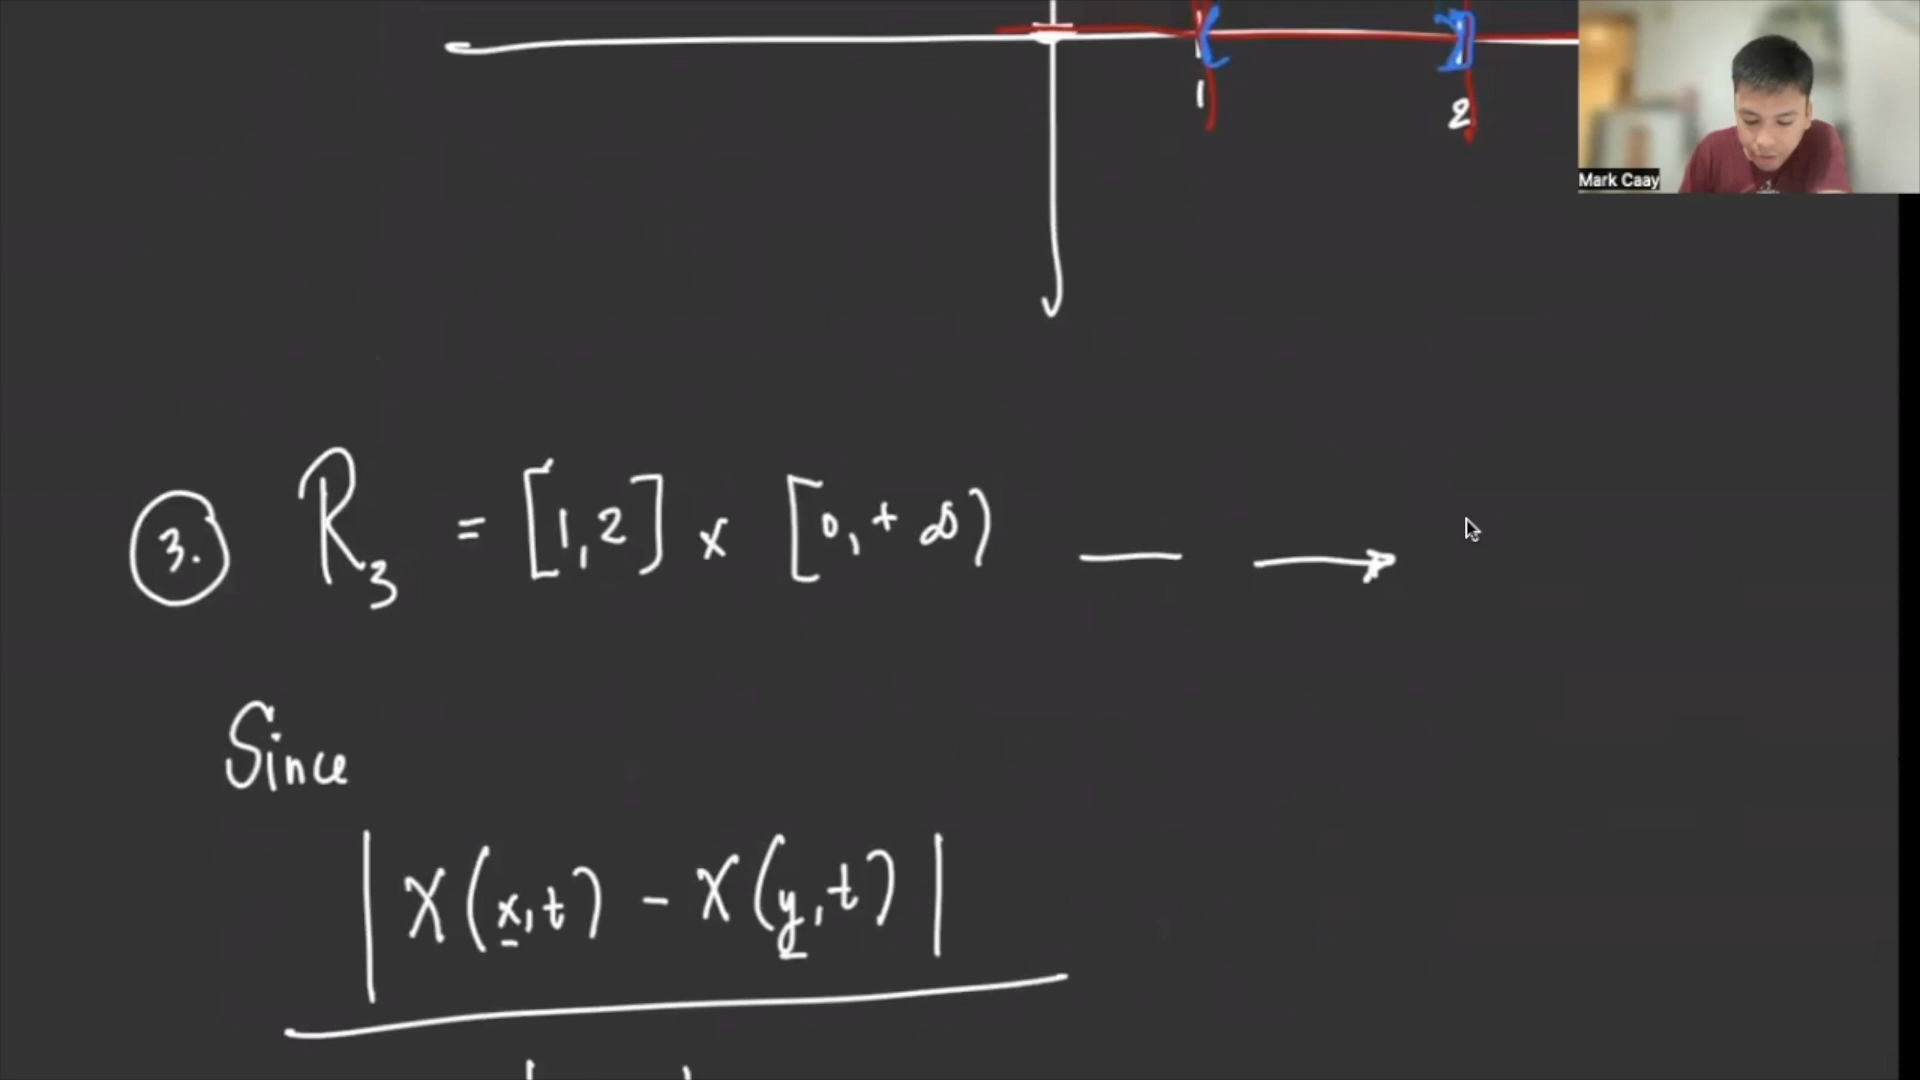 1 2
Mark Caay
3. R₃ = [1,2] x [0,+∞) — →
Since
| X(x,t) - X(y,t) |